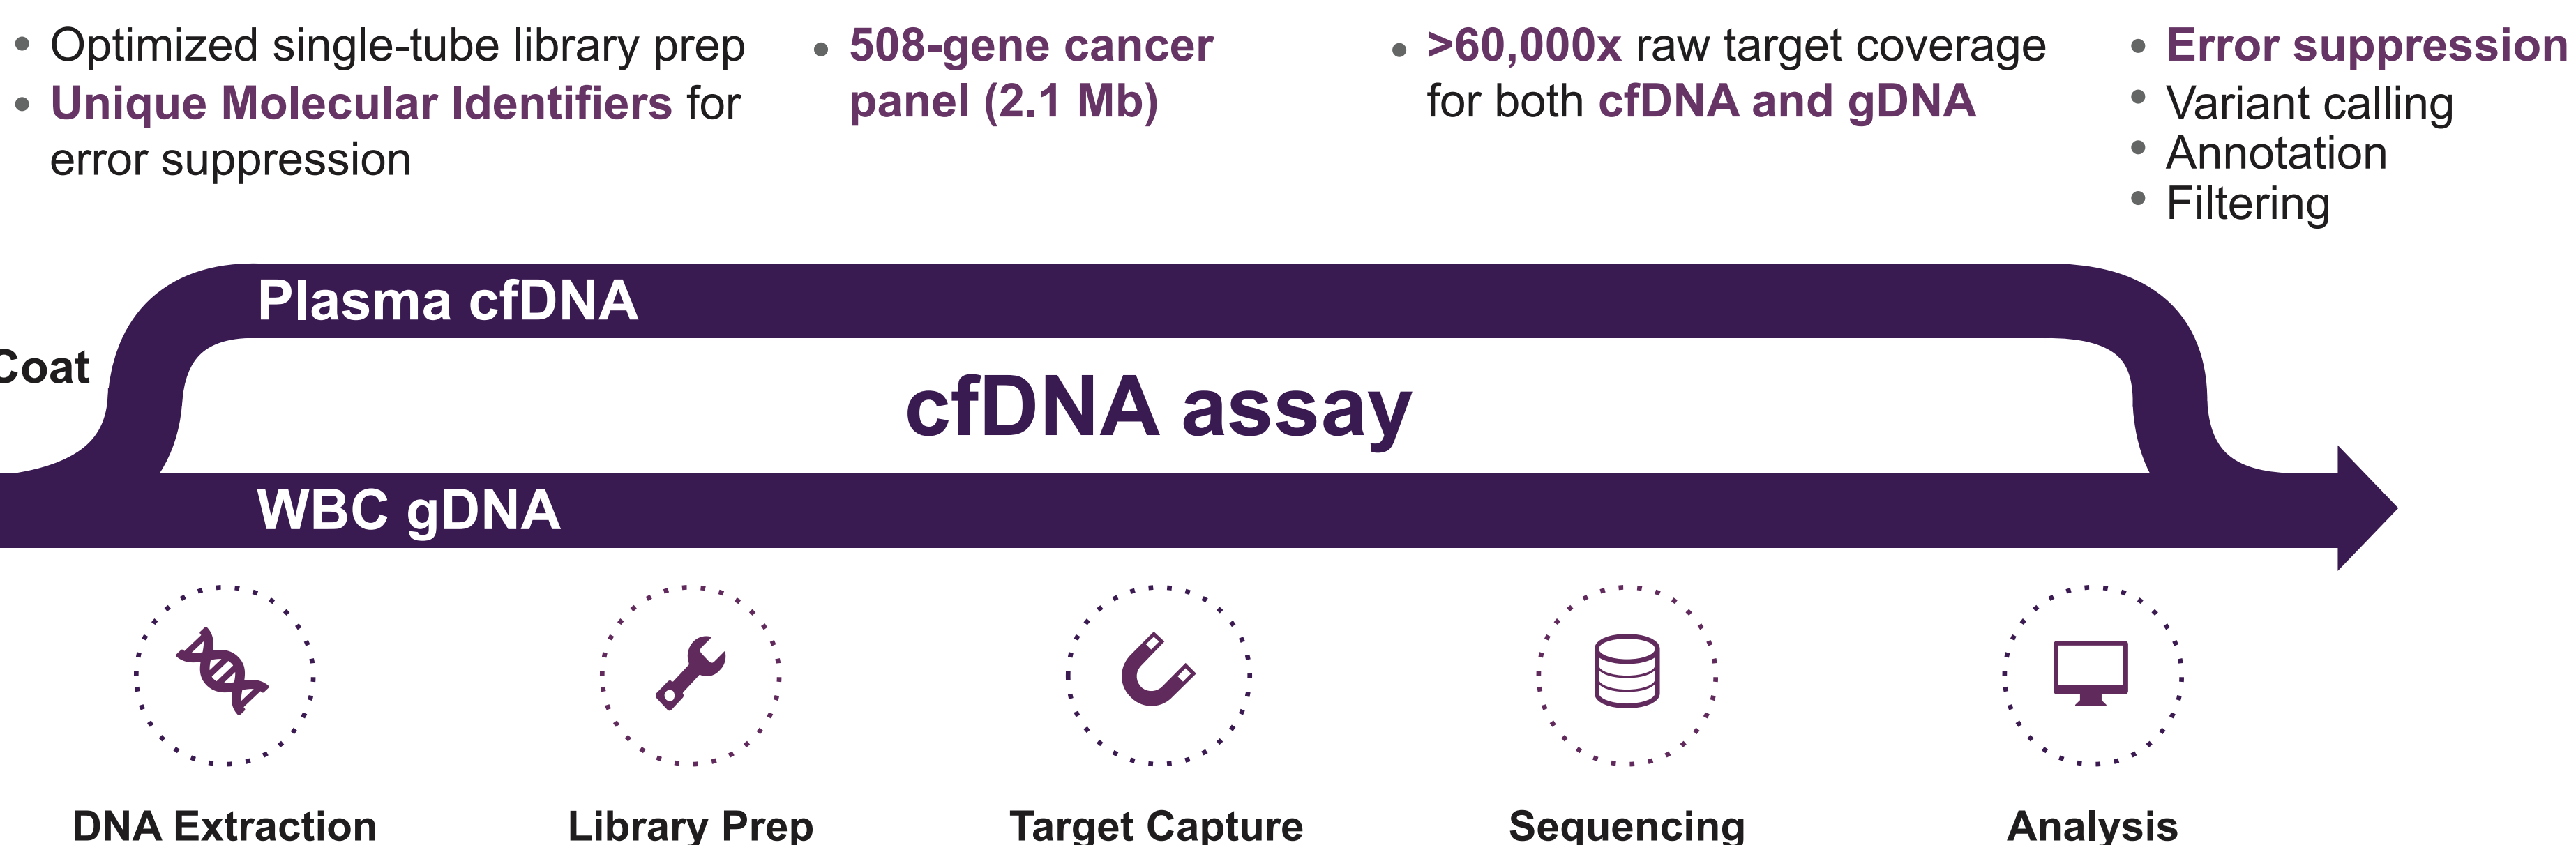 • Optimized single-tube library prep
• Unique Molecular Identifiers for
error suppression
• 508-gene cancer
panel (2.1 Mb)
• >60,000x raw target coverage
for both cfDNA and gDNA
• Error suppression
• Variant calling
• Annotation
• Filtering
Plasma cfDNA
Coat
cfDNA assay
WBC gDNA
DNA Extraction
Library Prep
Target Capture
Sequencing
Analysis